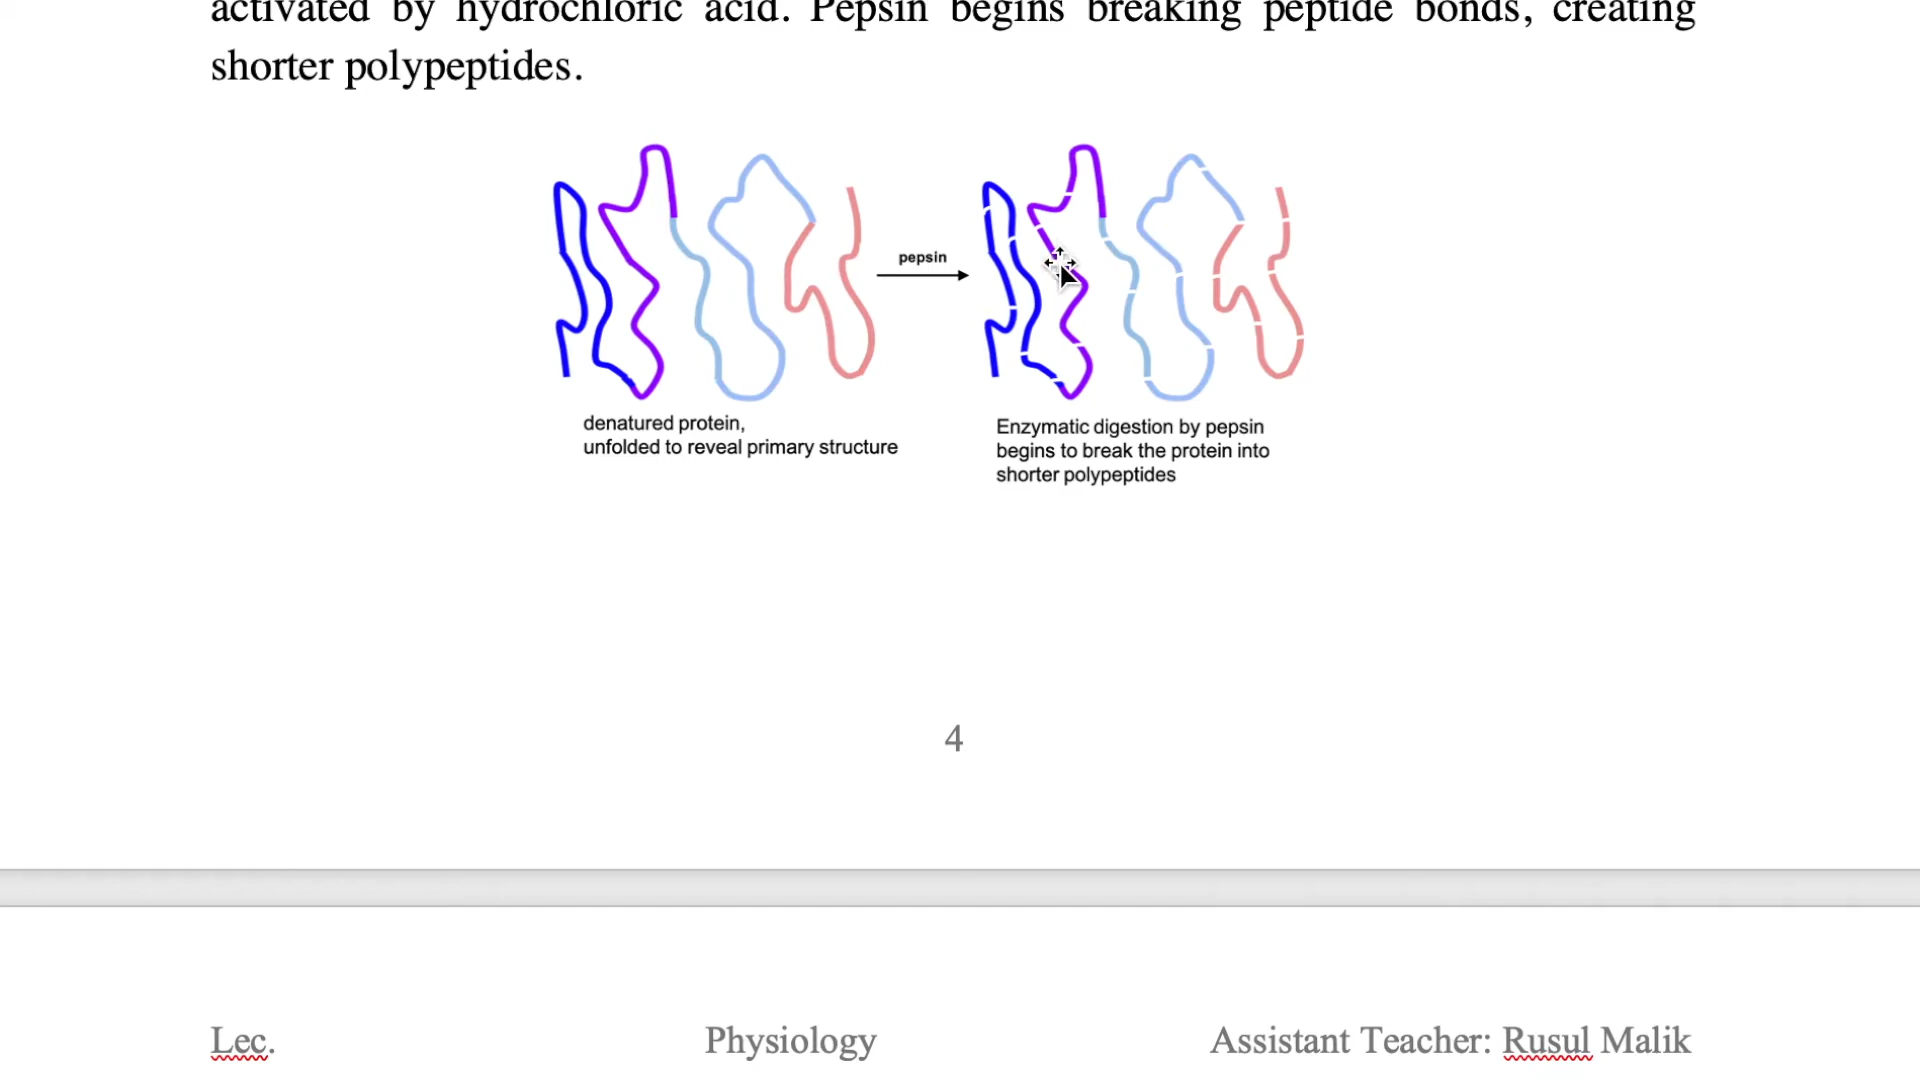 activated by hydrochloric acid. Pepsin begins breaking peptide bonds, creating
shorter polypeptides.
pepsin
denatured protein,
unfolded to reveal primary structure
Enzymatic digestion by pepsin
begins to break the protein into
shorter polypeptides
4
Lec. Physiology Assistant Teacher: Rusul Malik